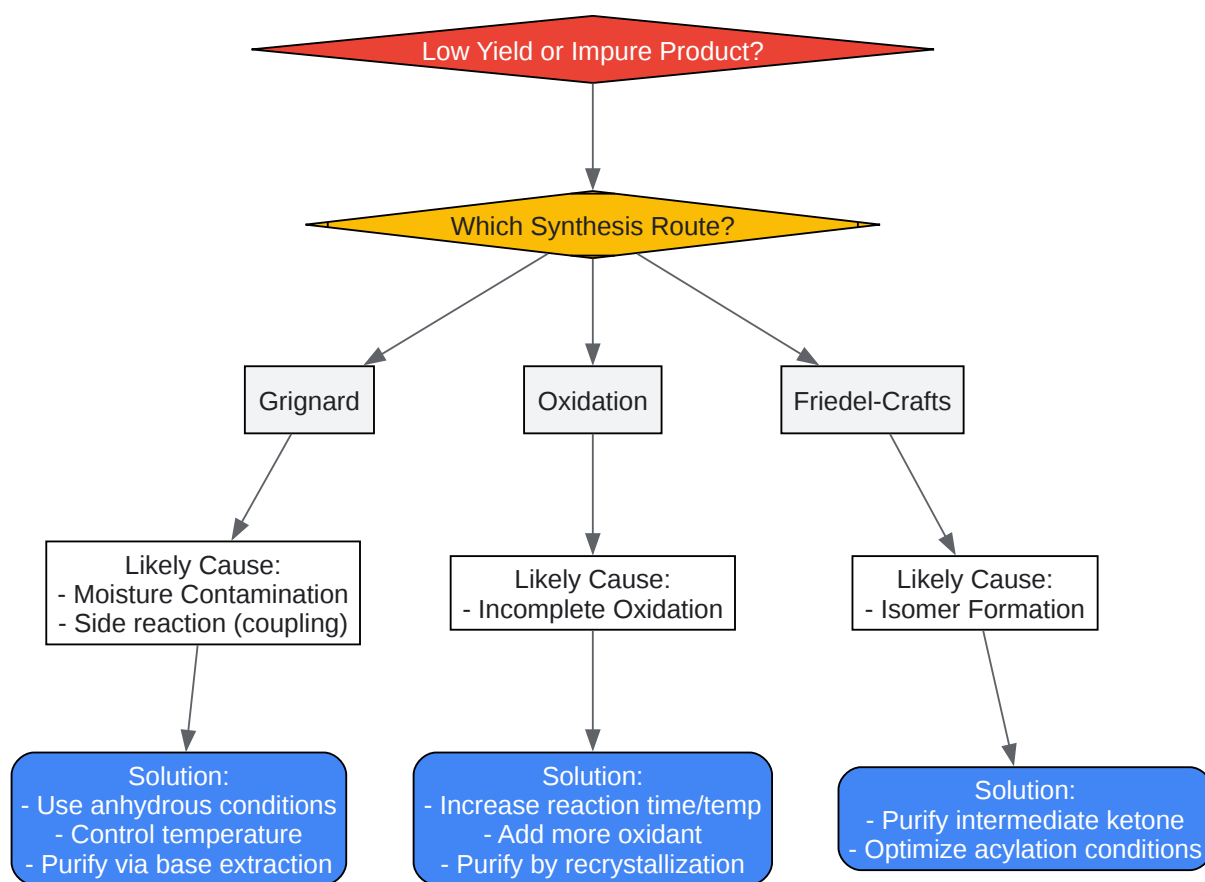 Low Yield or Impure Product?
Which Synthesis Route?
Grignard
Oxidation
Friedel-Crafts
Likely Cause:
- Moisture Contamination
- Side reaction (coupling)
Likely Cause:
- Incomplete Oxidation
Likely Cause:
- Isomer Formation
Solution:
- Use anhydrous conditions
- Control temperature
- Purify via base extraction
Solution:
- Increase reaction time/temp
- Add more oxidant
- Purify by recrystallization
Solution:
- Purify intermediate ketone
- Optimize acylation conditions